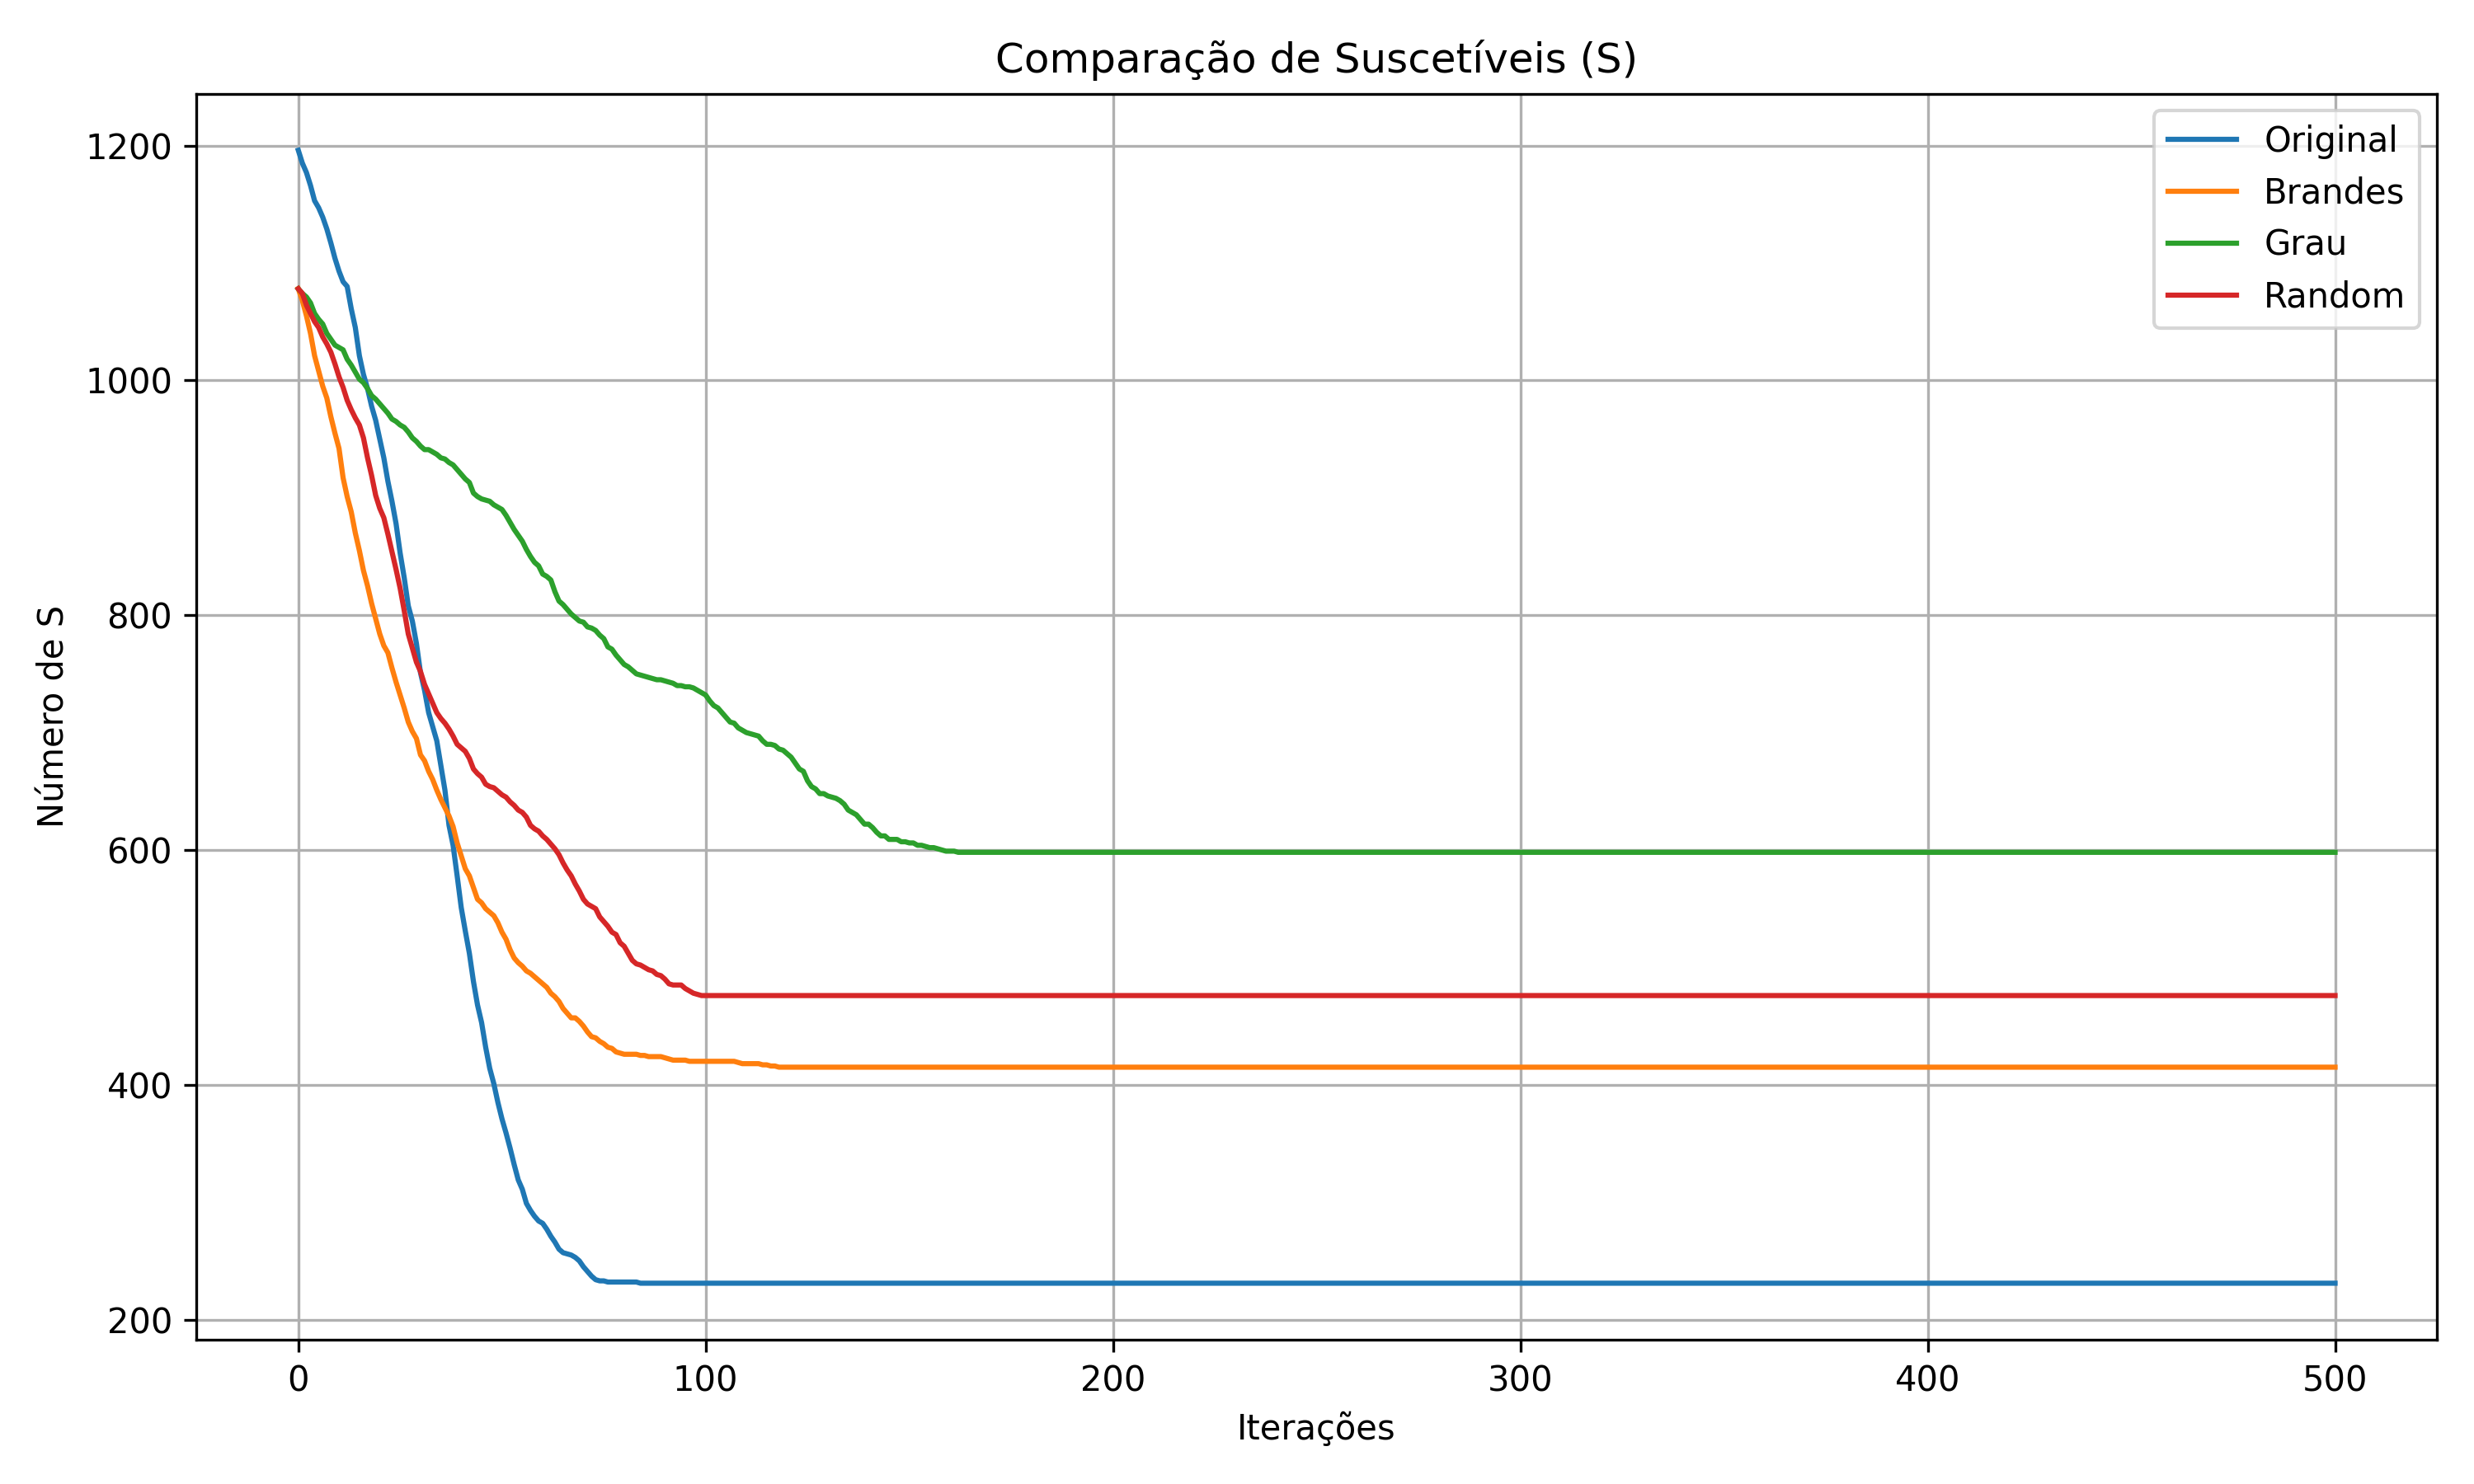 Comparação de Suscetíveis (S)
Original
Brandes
Grau
Random
Número de S
1200
1000
800
600
400
200
0 100 200 300 400 500
Iterações